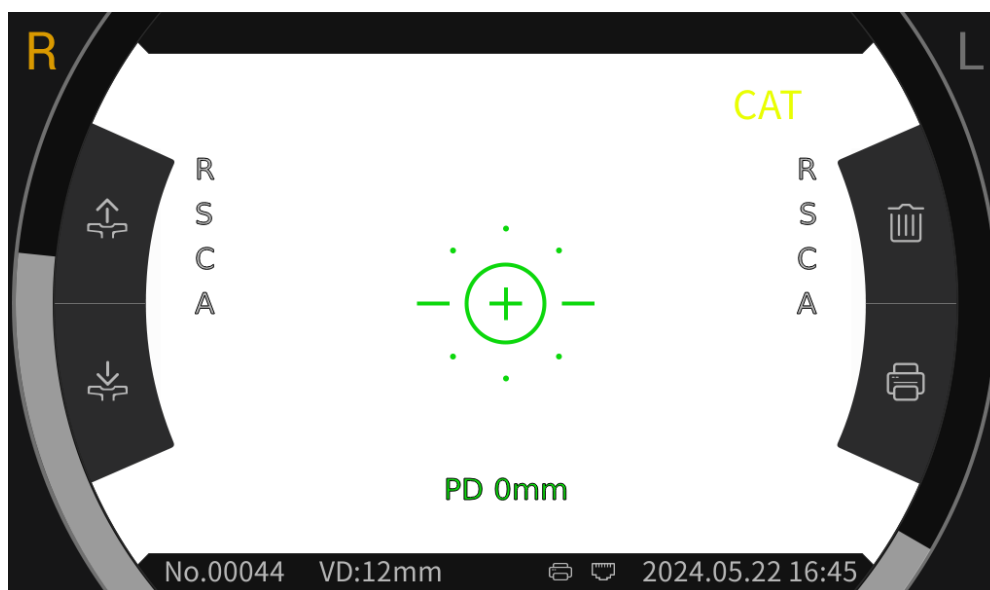 R
L
CAT
R R
S S
C C
A A
PD 0mm
No.00044 VD:12mm 2024.05.22 16:45